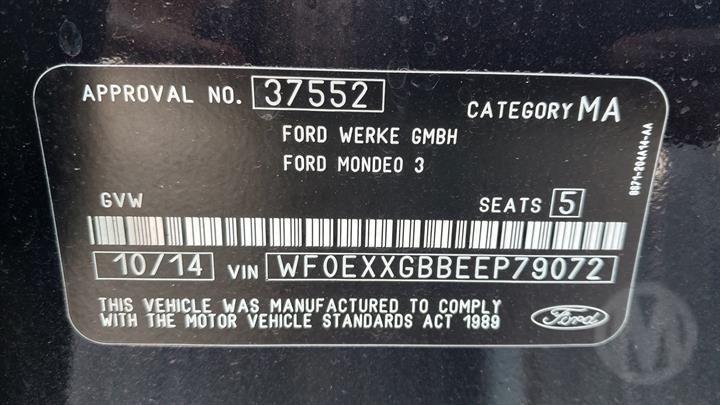 APPROVAL NO. 37552
CATEGORY MA
FORD WERKE GMBH
FORD MONDEO 3
GVW
SEATS 5
10/14 VIN WF0EXXGBBEEP79072
THIS VEHICLE WAS MANUFACTURED TO COMPLY
WITH THE MOTOR VEHICLE STANDARDS ACT 1989
Ford